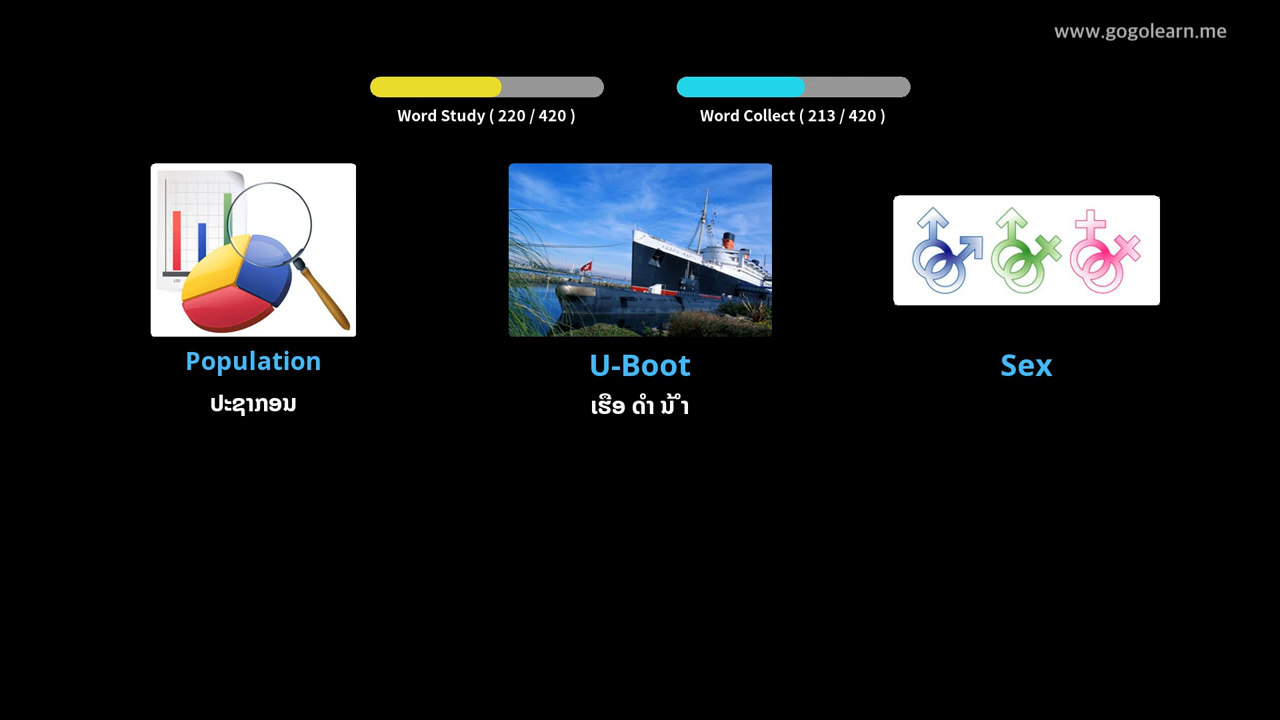 www.gogolearn.me
Word Study ( 220 / 420 )
Word Collect ( 213 / 420 )
Population
ປະຊາກອນ
U-Boot
ເຮືອ ດຳ ນ້ ຳ
Sex